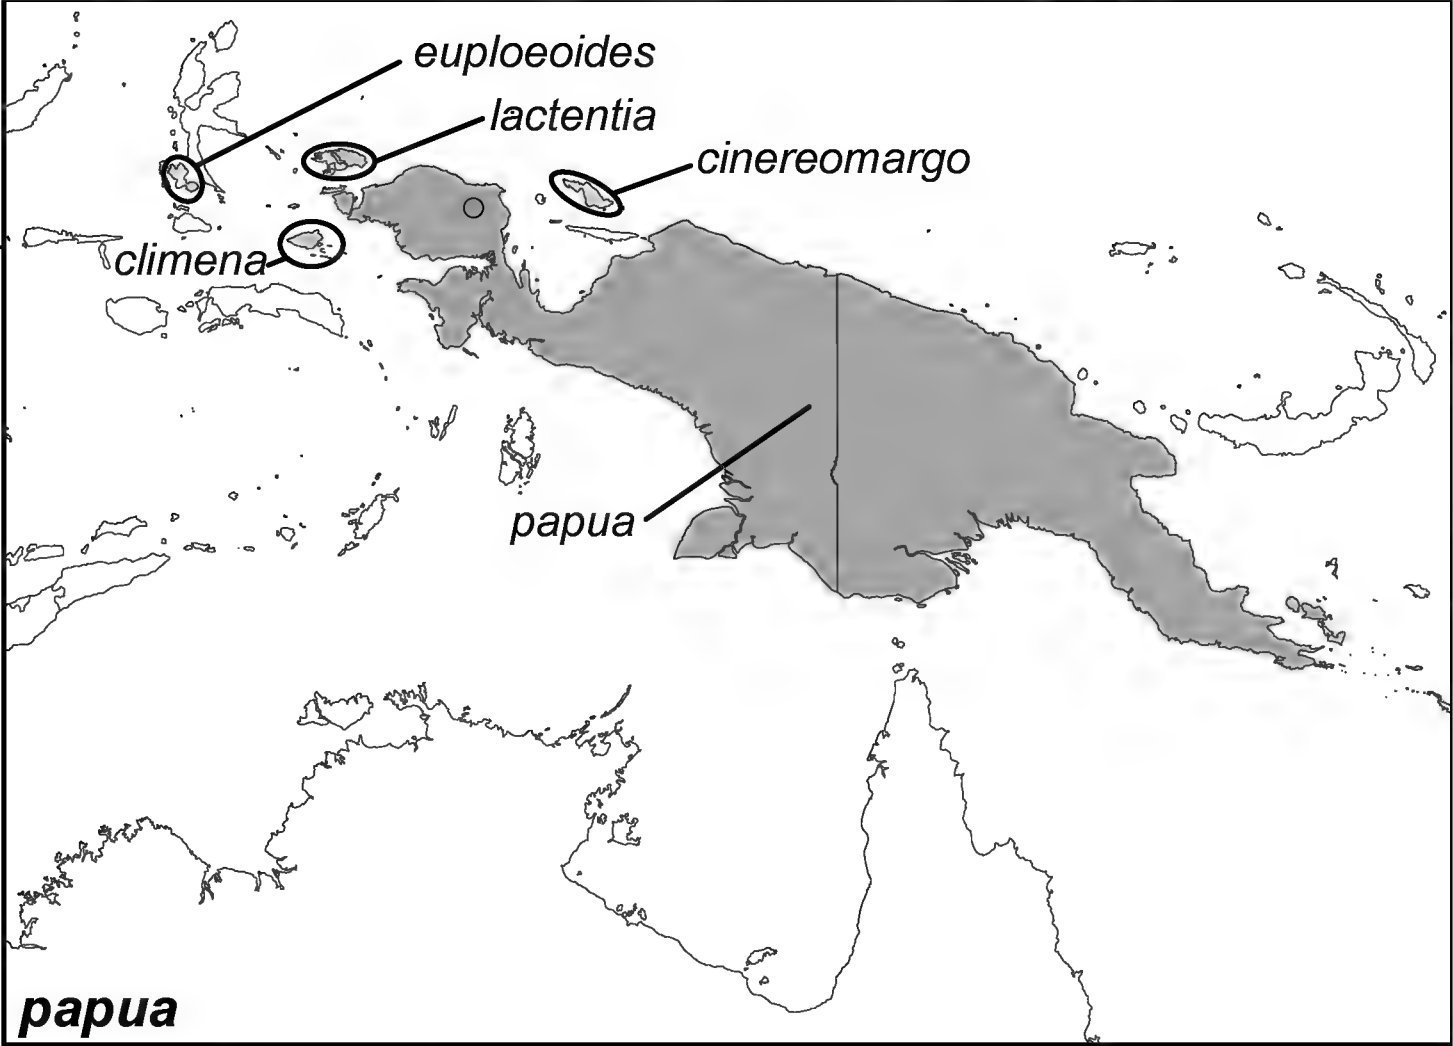 euploeoides
lactentia
cinereomargo
climena
papua
papua